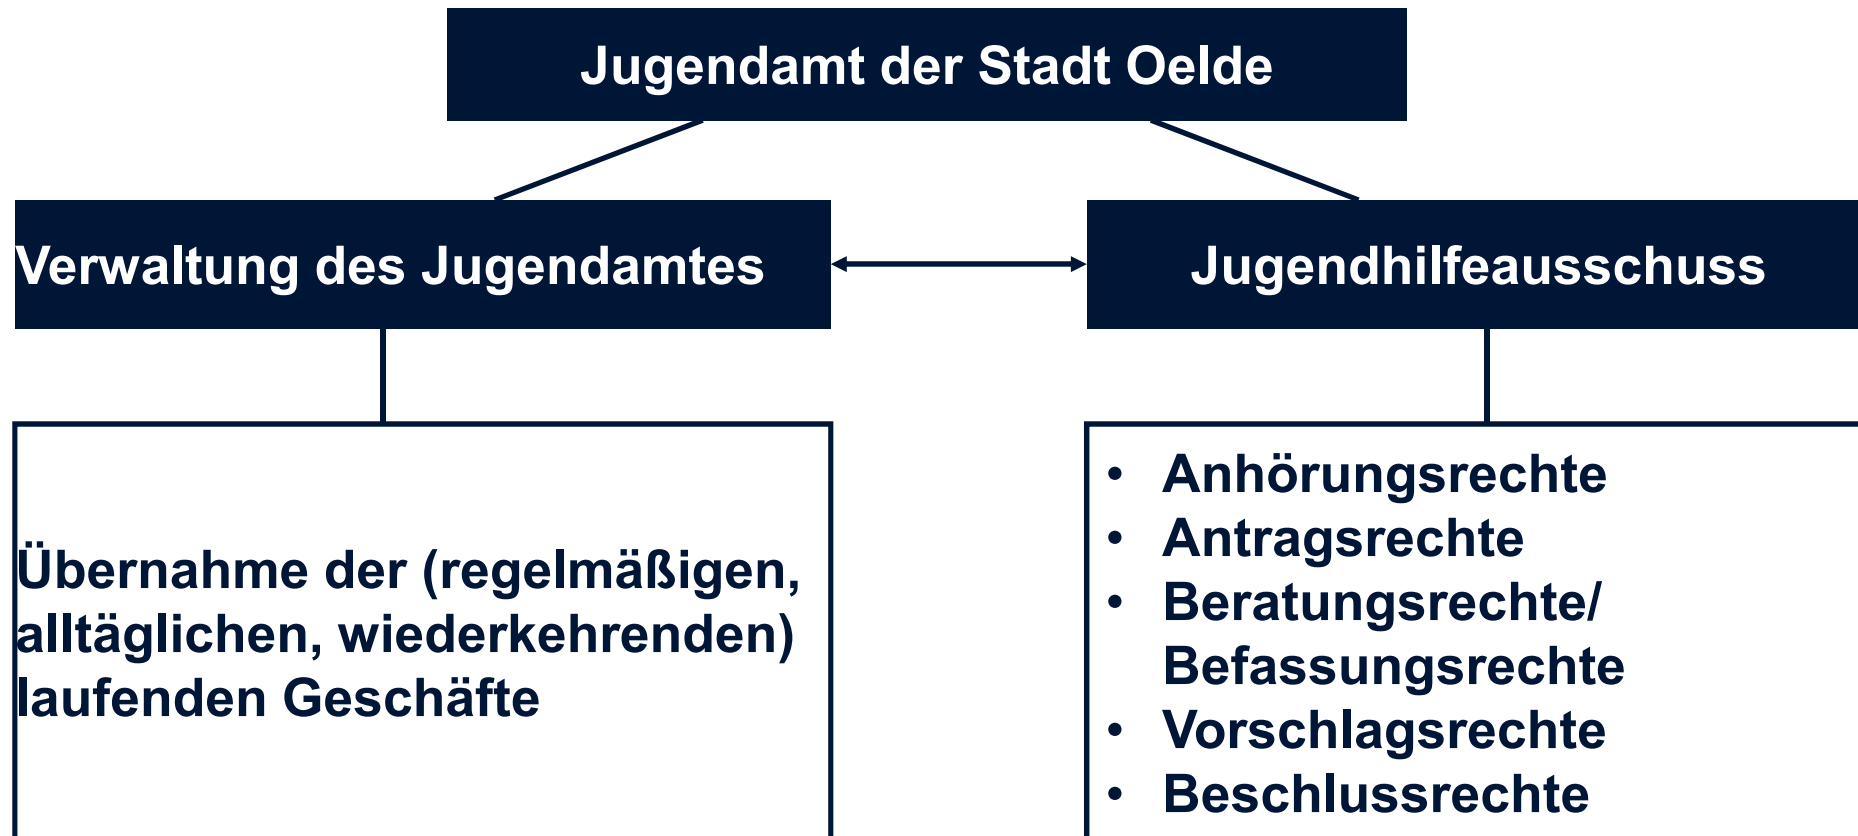 Jugendamt der Stadt Oelde
Verwaltung des Jugendamtes
Jugendhilfeausschuss
Übernahme der (regelmäßigen,
alltäglichen, wiederkehrenden)
laufenden Geschäfte
• Anhörungsrechte
• Antragsrechte
• Beratungsrechte/
Befassungsrechte
• Vorschlagsrechte
• Beschlussrechte